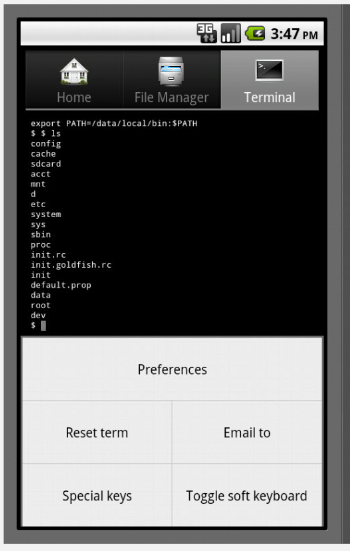 3G 3:47 PM
Home File Manager Terminal
export PATH=/data/local/bin:$PATH
$ $ ls
config
cache
sdcard
acct
mnt
d
etc
system
sys
sbin
proc
init.rc
init.goldfish.rc
init
default.prop
data
root
dev
$
Preferences
Reset term Email to
Special keys Toggle soft keyboard